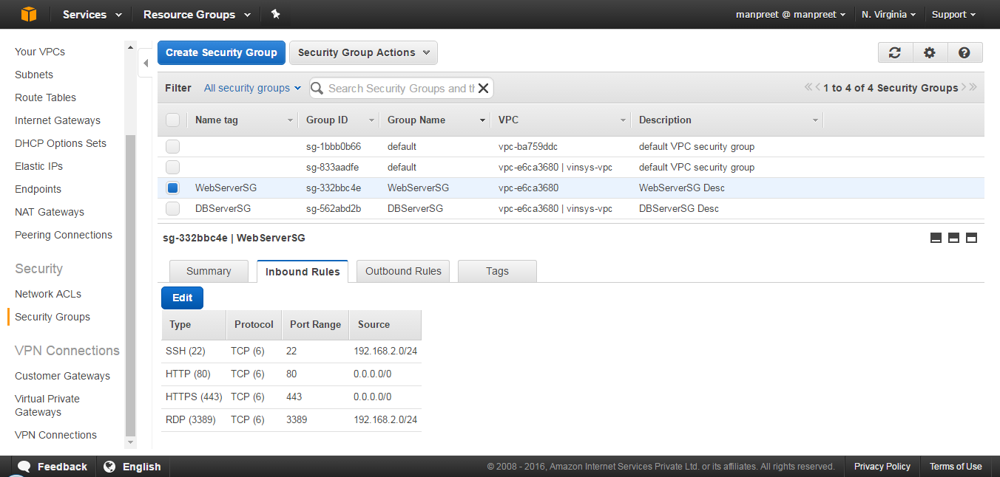 Services Resource Groups manpreet @ manpreet N. Virginia Support
Your VPCs
Subnets
Route Tables
Internet Gateways
DHCP Options Sets
Elastic IPs
Endpoints
NAT Gateways
Peering Connections
Security
Network ACLs
Security Groups
VPN Connections
Customer Gateways
Virtual Private
Gateways
VPN Connections
Create Security Group Security Group Actions
Filter All security groups Search Security Groups and th 1 to 4 of 4 Security Groups
Name tag Group ID Group Name VPC Description
sg-1bbb0b66 default vpc-ba759ddc default VPC security group
sg-833aadfe default vpc-e6ca3680 | vinsys-vpc default VPC security group
WebServerSG sg-332bbc4e WebServerSG vpc-e6ca3680 WebServerSG Desc
DBServerSG sg-562abd2b DBServerSG vpc-e6ca3680 | vinsys-vpc DBServerSG Desc
sg-332bbc4e | WebServerSG
Summary Inbound Rules Outbound Rules Tags
Edit
Type Protocol Port Range Source
SSH (22) TCP (6) 22 192.168.2.0/24
HTTP (80) TCP (6) 80 0.0.0.0/0
HTTPS (443) TCP (6) 443 0.0.0.0/0
RDP (3389) TCP (6) 3389 192.168.2.0/24
Feedback English © 2008 - 2016, Amazon Internet Services Private Ltd. or its affiliates. All rights reserved. Privacy Policy Terms of Use